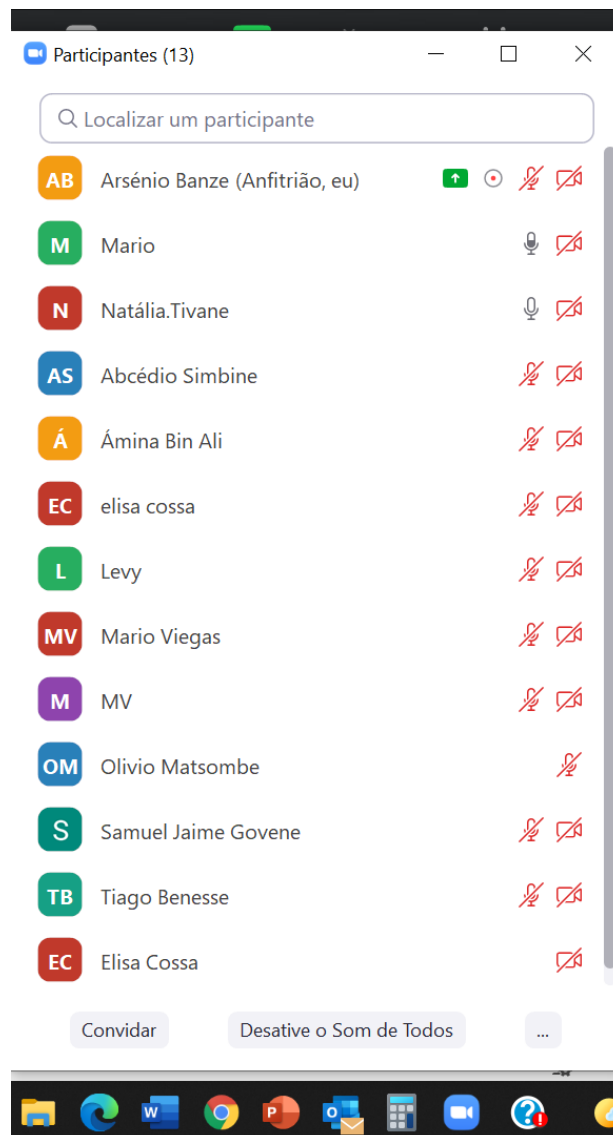 Participantes (13)
Localizar um participante
AB Arsénio Banze (Anfitrião, eu)
M Mario
N Natália.Tivane
AS Abcédio Simbine
Á Ámina Bin Ali
EC elisa cossa
L Levy
MV Mario Viegas
M MV
OM Olivio Matsombe
S Samuel Jaime Govene
TB Tiago Benesse
EC Elisa Cossa
Convidar Desative o Som de Todos ...